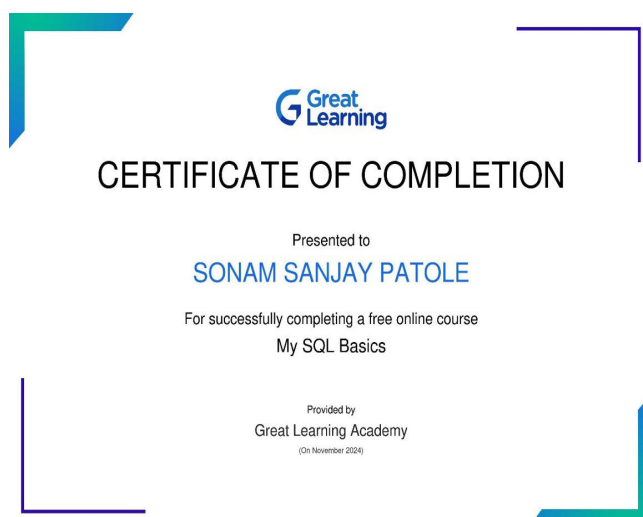 Great
Learning
CERTIFICATE OF COMPLETION
Presented to
SONAM SANJAY PATOLE
For successfully completing a free online course
My SQL Basics
Provided by
Great Learning Academy
(On November 2024)